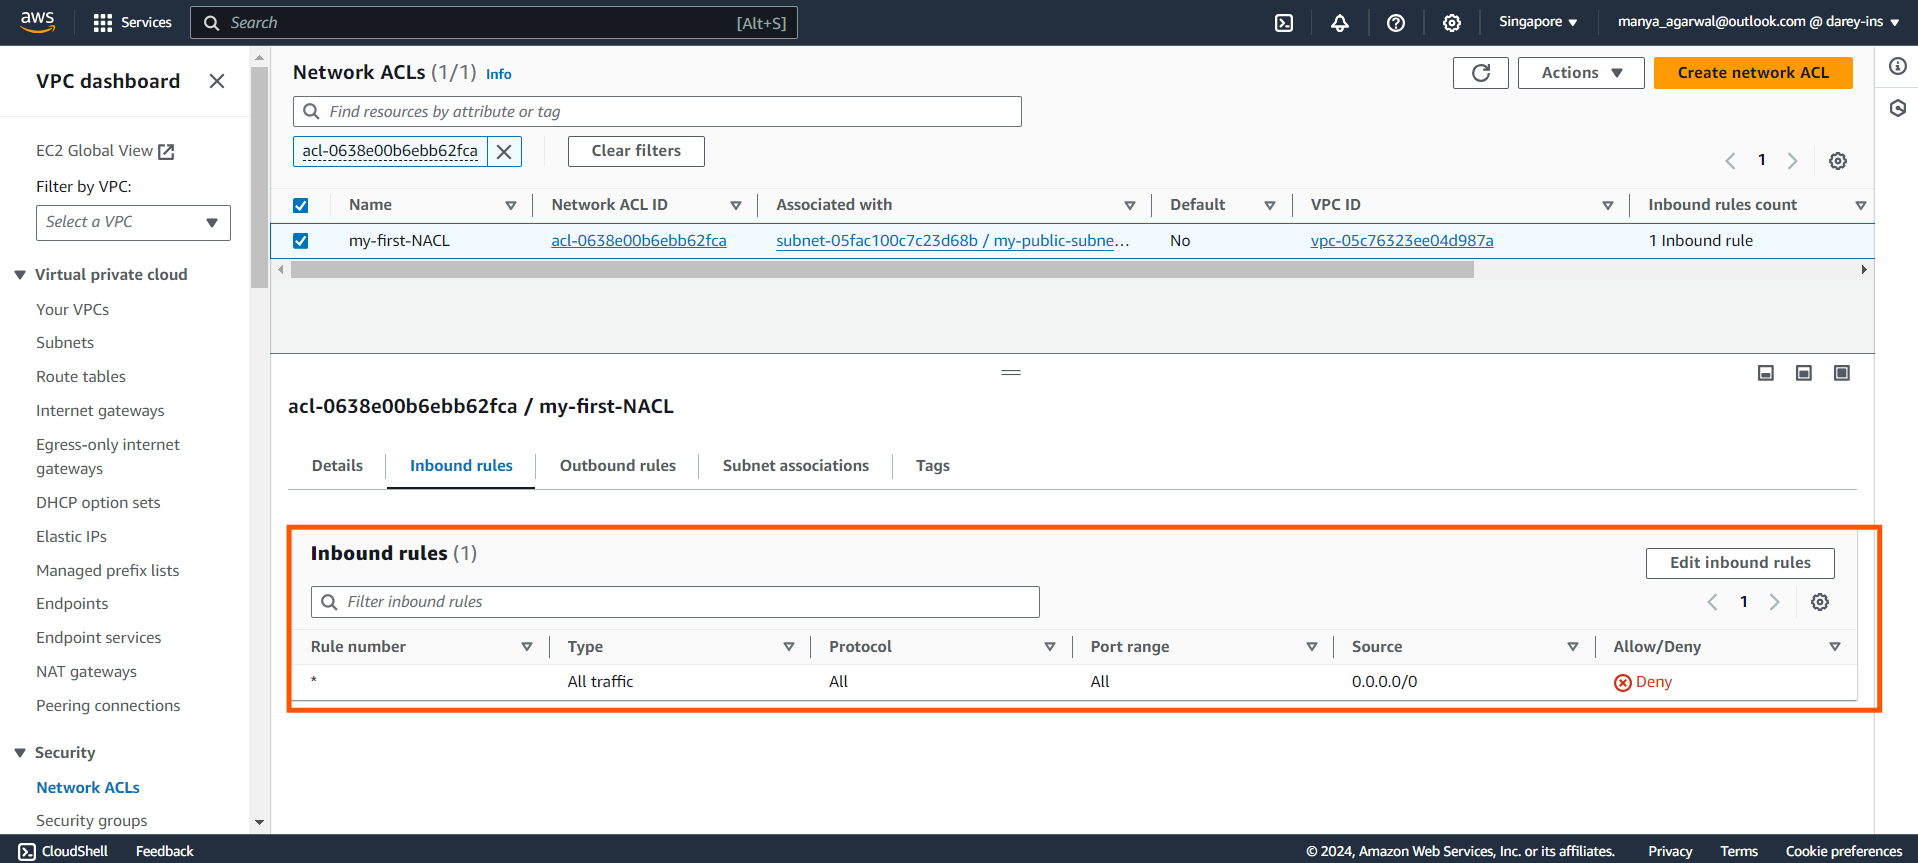 aws
Services
Search
[Alt+S]
Singapore
manya_agarwal@outlook.com @ darey-ins
VPC dashboard
EC2 Global View
Filter by VPC:
Select a VPC
Virtual private cloud
Your VPCs
Subnets
Route tables
Internet gateways
Egress-only internet
gateways
DHCP option sets
Elastic IPs
Managed prefix lists
Endpoints
Endpoint services
NAT gateways
Peering connections
Security
Network ACLs
Security groups
Network ACLs (1/1) Info
Actions
Create network ACL
Find resources by attribute or tag
acl-0638e00b6ebb62fca
Clear filters
1
Name Network ACL ID Associated with Default VPC ID Inbound rules count
my-first-NACL acl-0638e00b6ebb62fca subnet-05fac100c7c23d68b / my-public-subne… No vpc-05c76323ee04d987a 1 Inbound rule
acl-0638e00b6ebb62fca / my-first-NACL
Details Inbound rules Outbound rules Subnet associations Tags
Inbound rules (1)
Edit inbound rules
Filter inbound rules
1
Rule number Type Protocol Port range Source Allow/Deny
* All traffic All All 0.0.0.0/0 Deny
CloudShell Feedback © 2024, Amazon Web Services, Inc. or its affiliates. Privacy Terms Cookie preferences